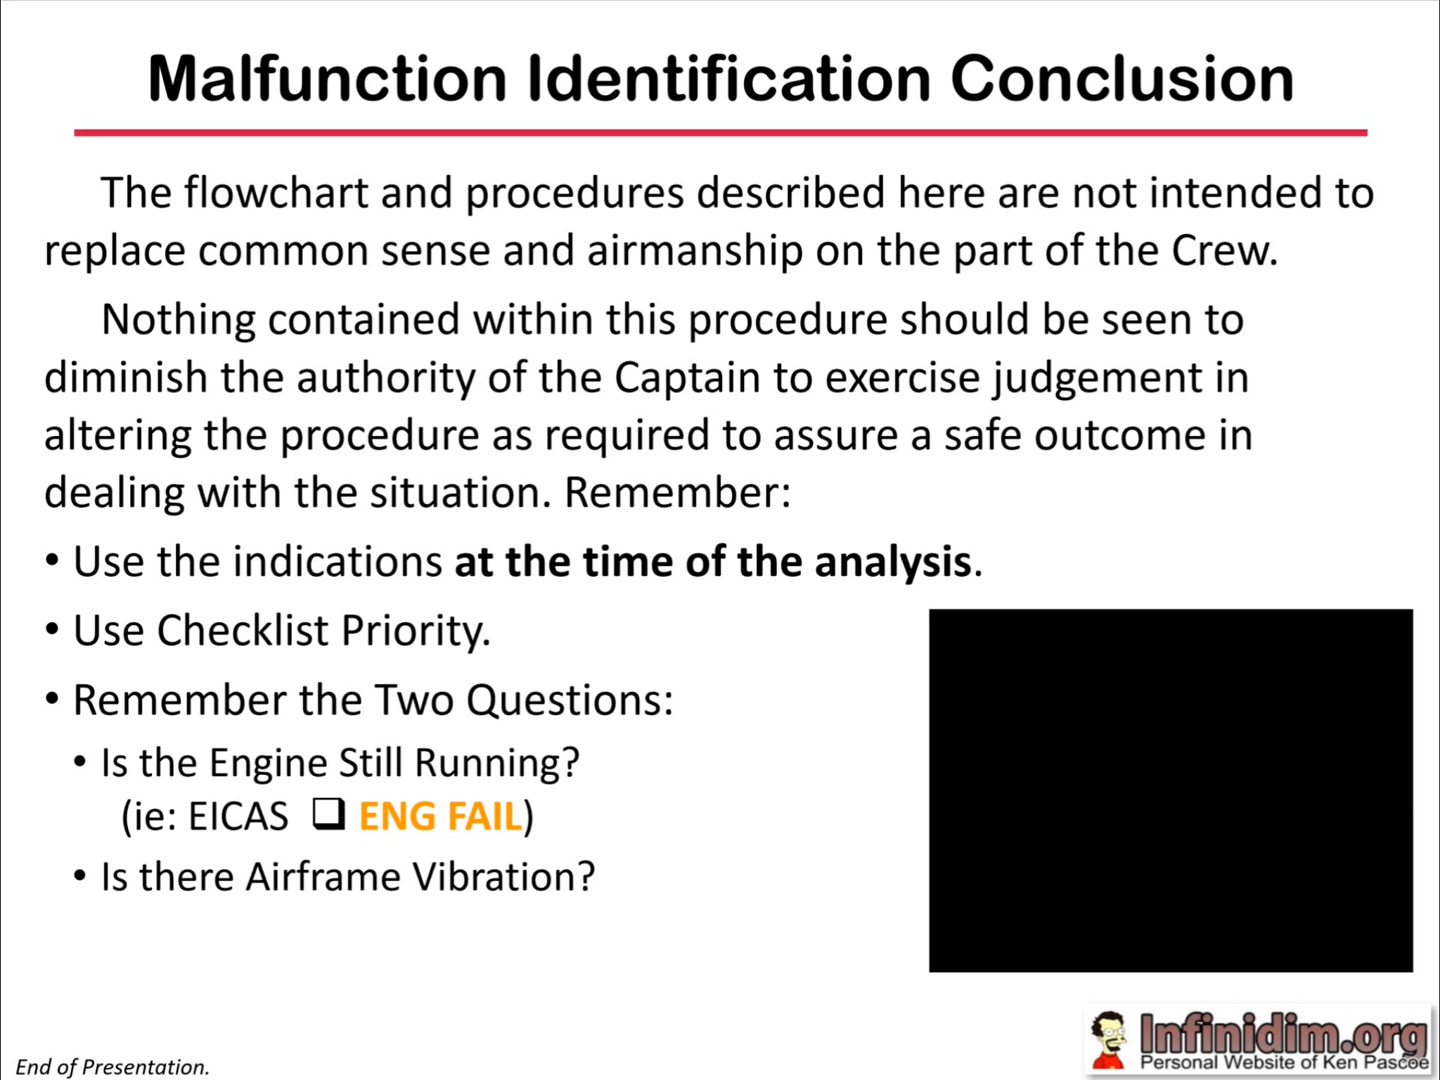 Malfunction Identification Conclusion
The flowchart and procedures described here are not intended to
replace common sense and airmanship on the part of the Crew.
Nothing contained within this procedure should be seen to
diminish the authority of the Captain to exercise judgement in
altering the procedure as required to assure a safe outcome in
dealing with the situation. Remember:
• Use the indications at the time of the analysis.
• Use Checklist Priority.
• Remember the Two Questions:
• Is the Engine Still Running?
(ie: EICAS ❑ ENG FAIL)
• Is there Airframe Vibration?
Infinidim.org
Personal Website of Ken Pascoe
End of Presentation.